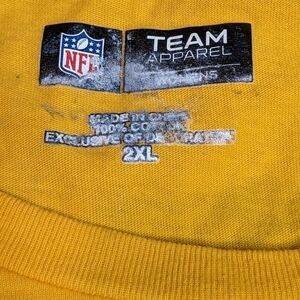 NFL
TEAM
APPAREL
MADE IN
100%
EXCLUSIVE OF
2XL